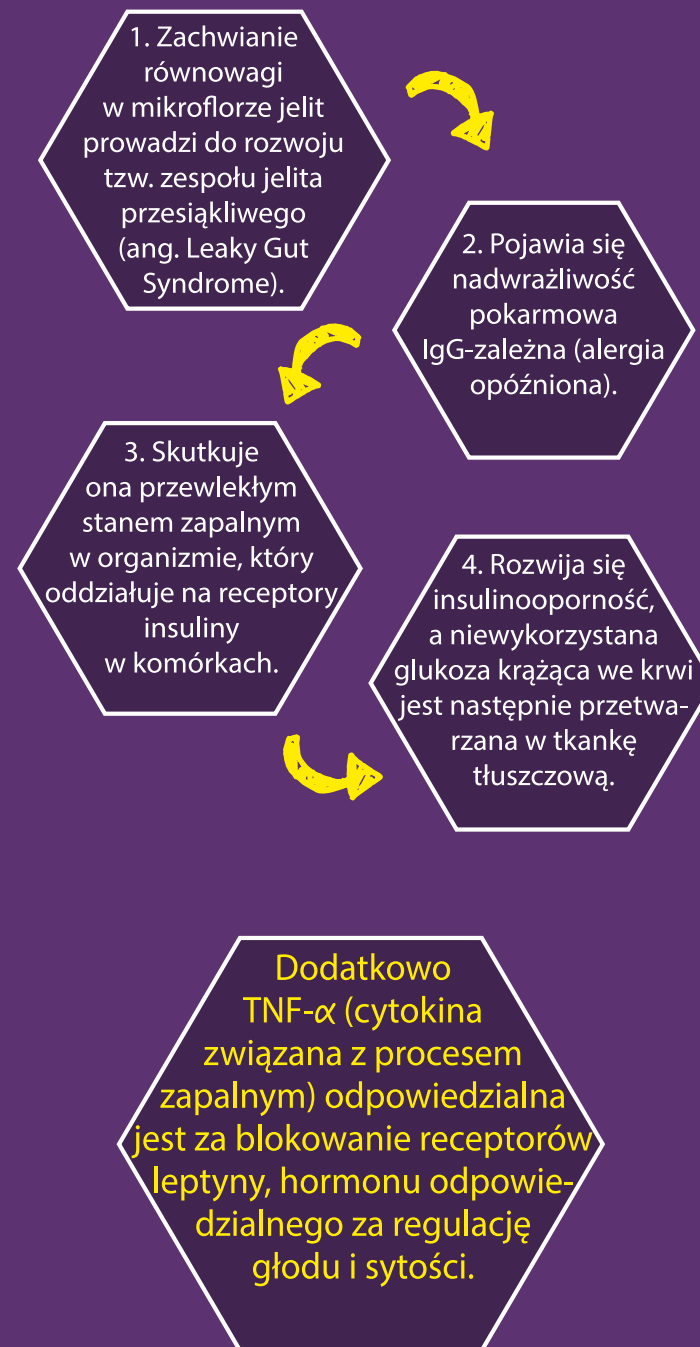 1. Zachwianie
równowagi
w mikroflorze jelit
prowadzi do rozwoju
tzw. zespołu jelita
przesiąkliwego
(ang. Leaky Gut
Syndrome).
2. Pojawia się
nadwrażliwość
pokarmowa
IgG-zależna (alergia
opóźniona).
3. Skutkuje
ona przewlekłym
stanem zapalnym
w organizmie, który
oddziałuje na receptory
insuliny
w komórkach.
4. Rozwija się
insulinooporność,
a niewykorzystana
glukoza krążąca we krwi
jest następnie przetwa-
rzana w tkankę
tłuszczową.
Dodatkowo
TNF-α (cytokina
związana z procesem
zapalnym) odpowiedzialna
jest za blokowanie receptorów
leptyny, hormonu odpowie-
dzialnego za regulację
głodu i sytości.